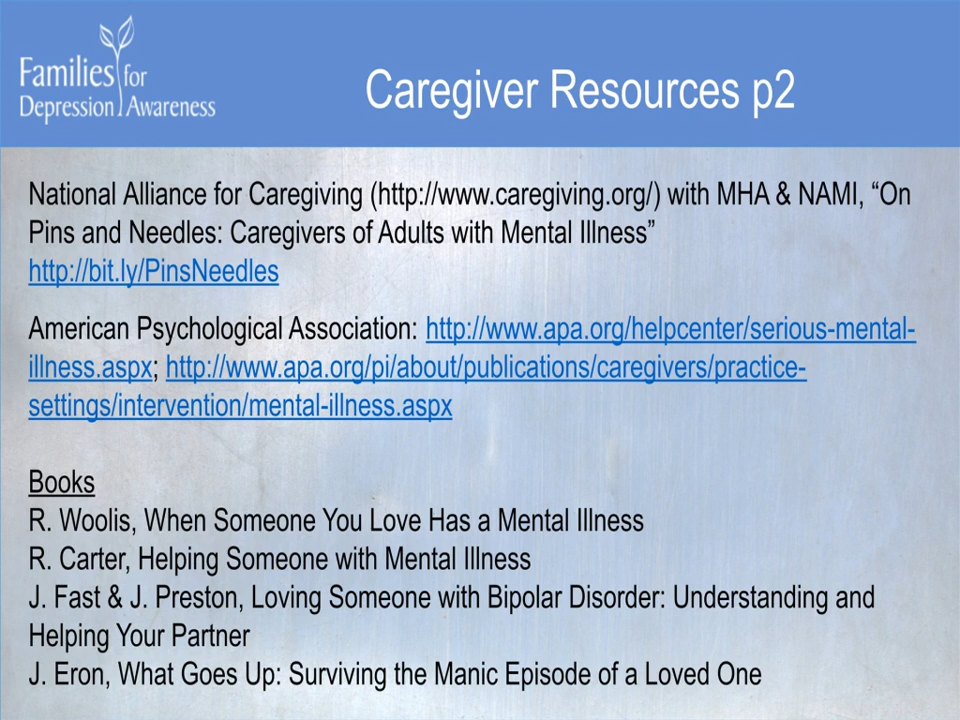 Families for
Depression Awareness
Caregiver Resources p2
National Alliance for Caregiving (http://www.caregiving.org/) with MHA & NAMI, “On
Pins and Needles: Caregivers of Adults with Mental Illness”
http://bit.ly/PinsNeedles
American Psychological Association: http://www.apa.org/helpcenter/serious-mental-
illness.aspx; http://www.apa.org/pi/about/publications/caregivers/practice-
settings/intervention/mental-illness.aspx
Books
R. Woolis, When Someone You Love Has a Mental Illness
R. Carter, Helping Someone with Mental Illness
J. Fast & J. Preston, Loving Someone with Bipolar Disorder: Understanding and
Helping Your Partner
J. Eron, What Goes Up: Surviving the Manic Episode of a Loved One